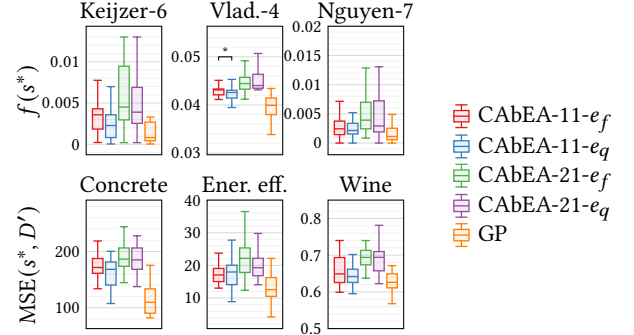 Keijzer-6 Vlad.-4 Nguyen-7
f(s*)
0.01
0.005
0
0.05
0.04
0.03
*
0.02
0.015
0.01
0.005
0
CAbEA-11-e_f
CAbEA-11-e_q
CAbEA-21-e_f
CAbEA-21-e_q
GP
Concrete Ener. eff. Wine
MSE(s*, D′)
200
100
40
30
20
10
0.8
0.7
0.6
0.5